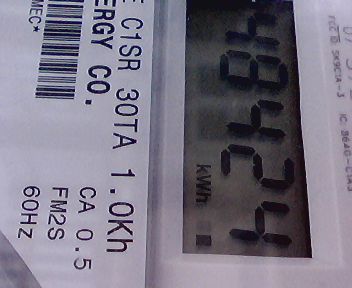 48424
kWh
C1SR 30TA 1.0Kh
ERGY CO.
CA 0.5
FM2S
60Hz
MEC*